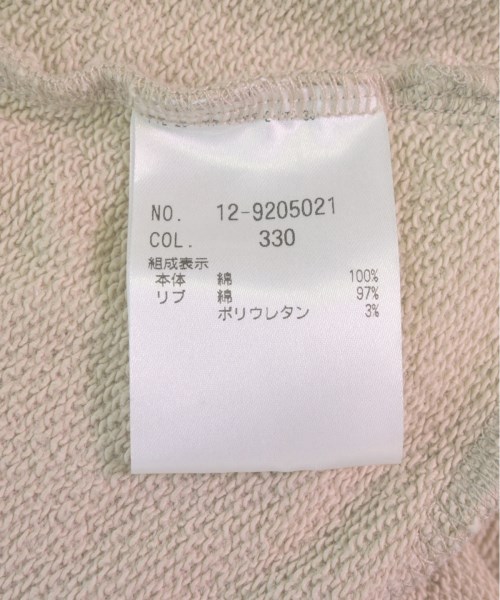 NO. 12-9205021
COL. 330
組成表示
本体 綿 100%
リブ 綿 97%
ポリウレタン 3%